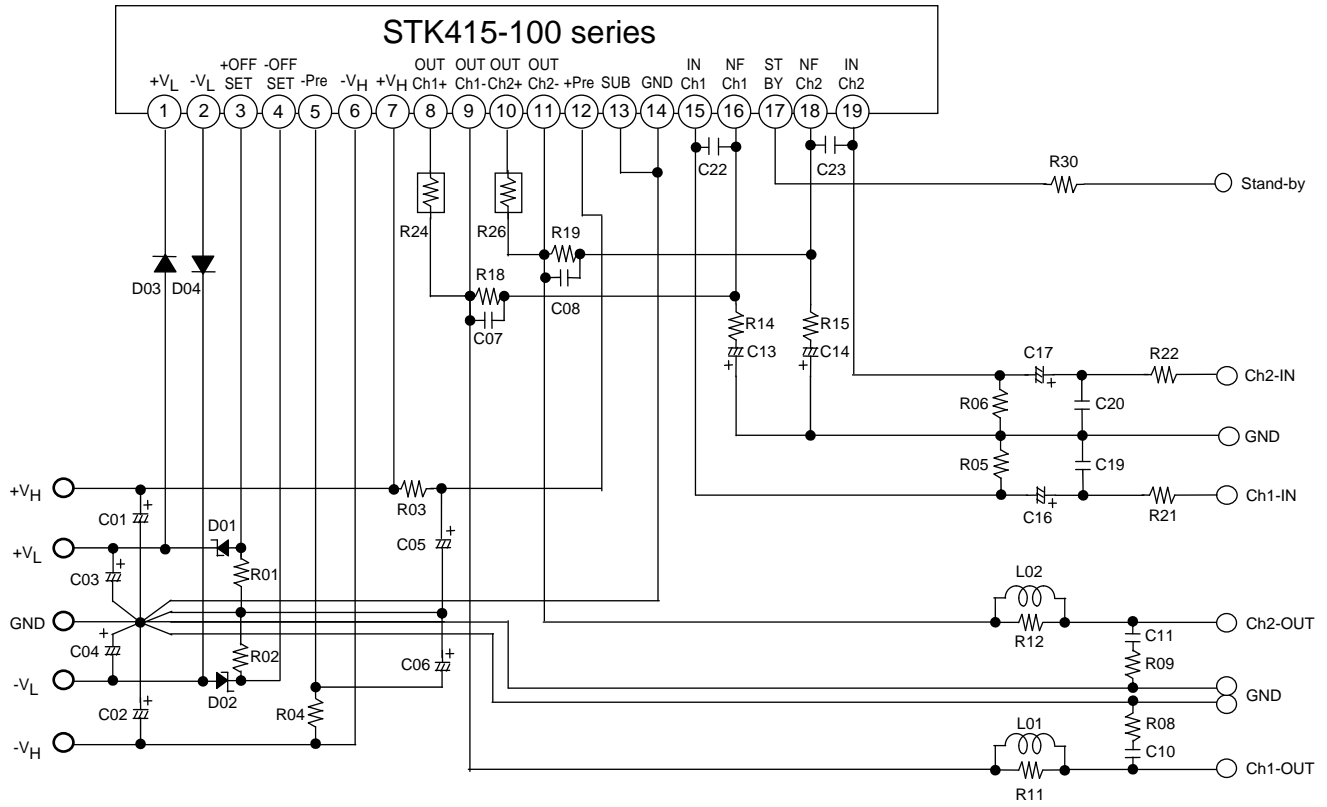 STK415-100 series
+VL
-VL
+OFF SET
-OFF SET
-Pre
-VH
+VH
OUT Ch1+
OUT Ch1-
OUT Ch2+
OUT Ch2-
+Pre
SUB
GND
IN Ch1
NF Ch1
ST BY
NF Ch2
IN Ch2
1 2 3 4 5 6 7 8 9 10 11 12 13 14 15 16 17 18 19
C22
C23
R30
Stand-by
R24
R26
R19
D03
D04
R18
C08
C07
R14
R15
C13
C14
+
+
C17
+
R22
Ch2-IN
R06
C20
GND
R05
C19
+VH
+
R03
C16
+
R21
Ch1-IN
C01
D01
+VL
+
C05
+
C03
R01
L02
GND
R12
Ch2-OUT
+
C04
R02
C06
+
C11
R09
-VL
D02
GND
C02
+
R04
L01
R08
C10
-VH
R11
Ch1-OUT